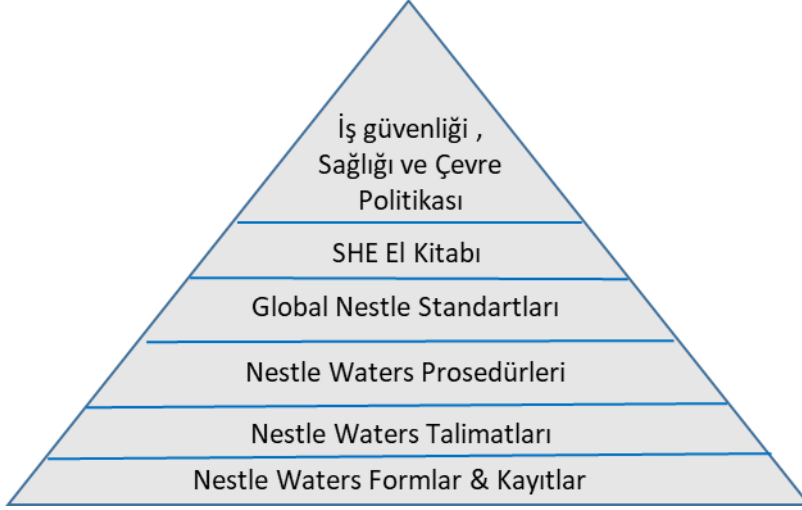 İş güvenliği ,
Sağlığı ve Çevre
Politikası
SHE El Kitabı
Global Nestle Standartları
Nestle Waters Prosedürleri
Nestle Waters Talimatları
Nestle Waters Formlar & Kayıtlar